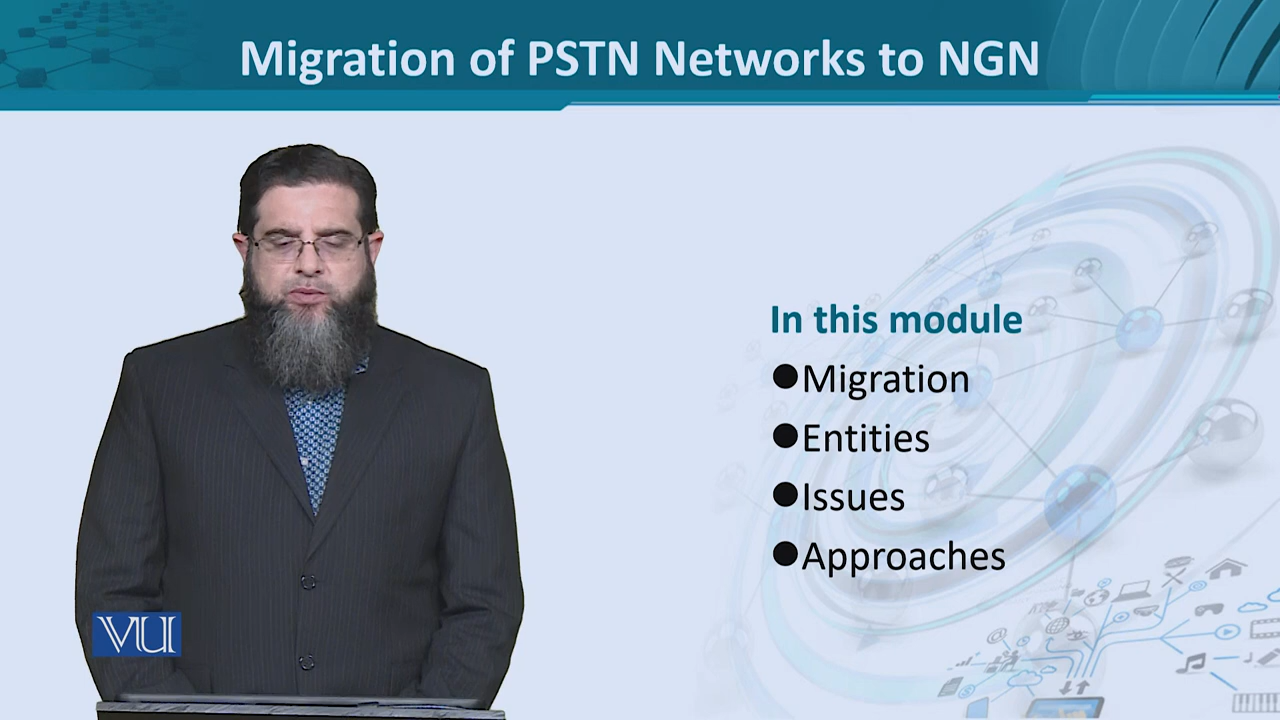 Migration of PSTN Networks to NGN
In this module
●Migration
●Entities
●Issues
●Approaches
VU